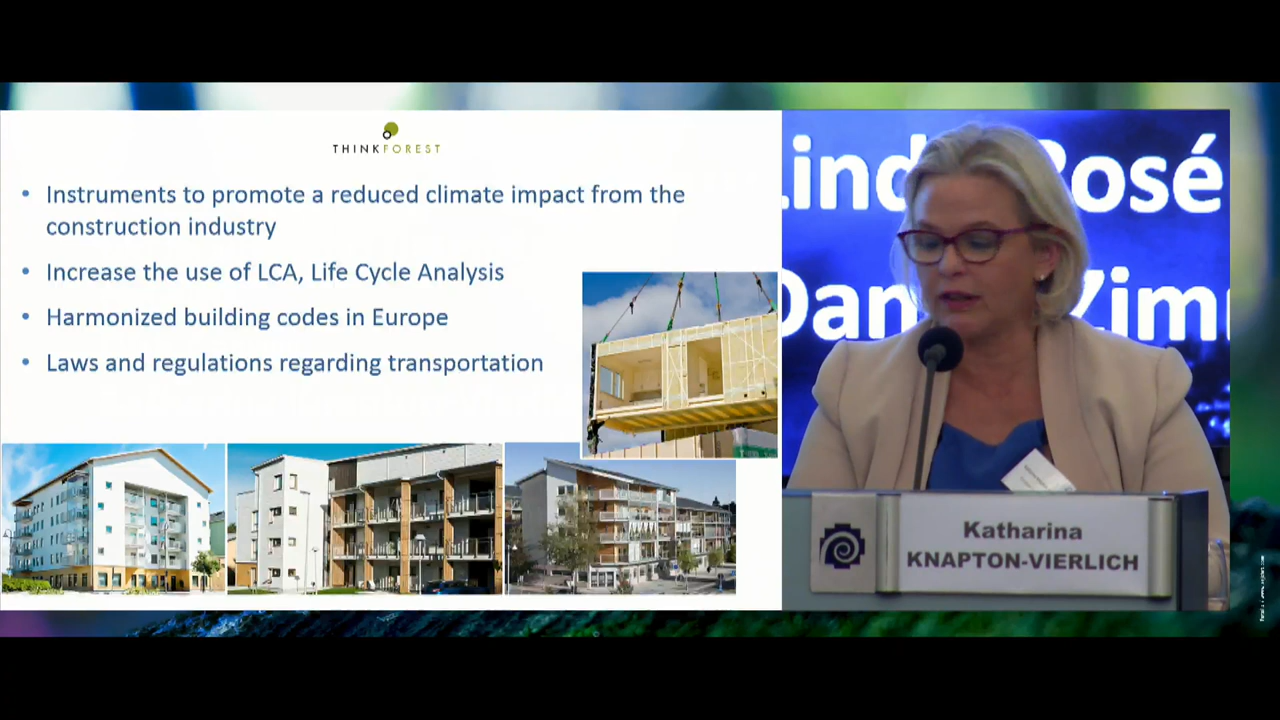 THINKFOREST
• Instruments to promote a reduced climate impact from the
construction industry
• Increase the use of LCA, Life Cycle Analysis
• Harmonized building codes in Europe
• Laws and regulations regarding transportation
Rosé
Katharina
KNAPTON-VIERLICH